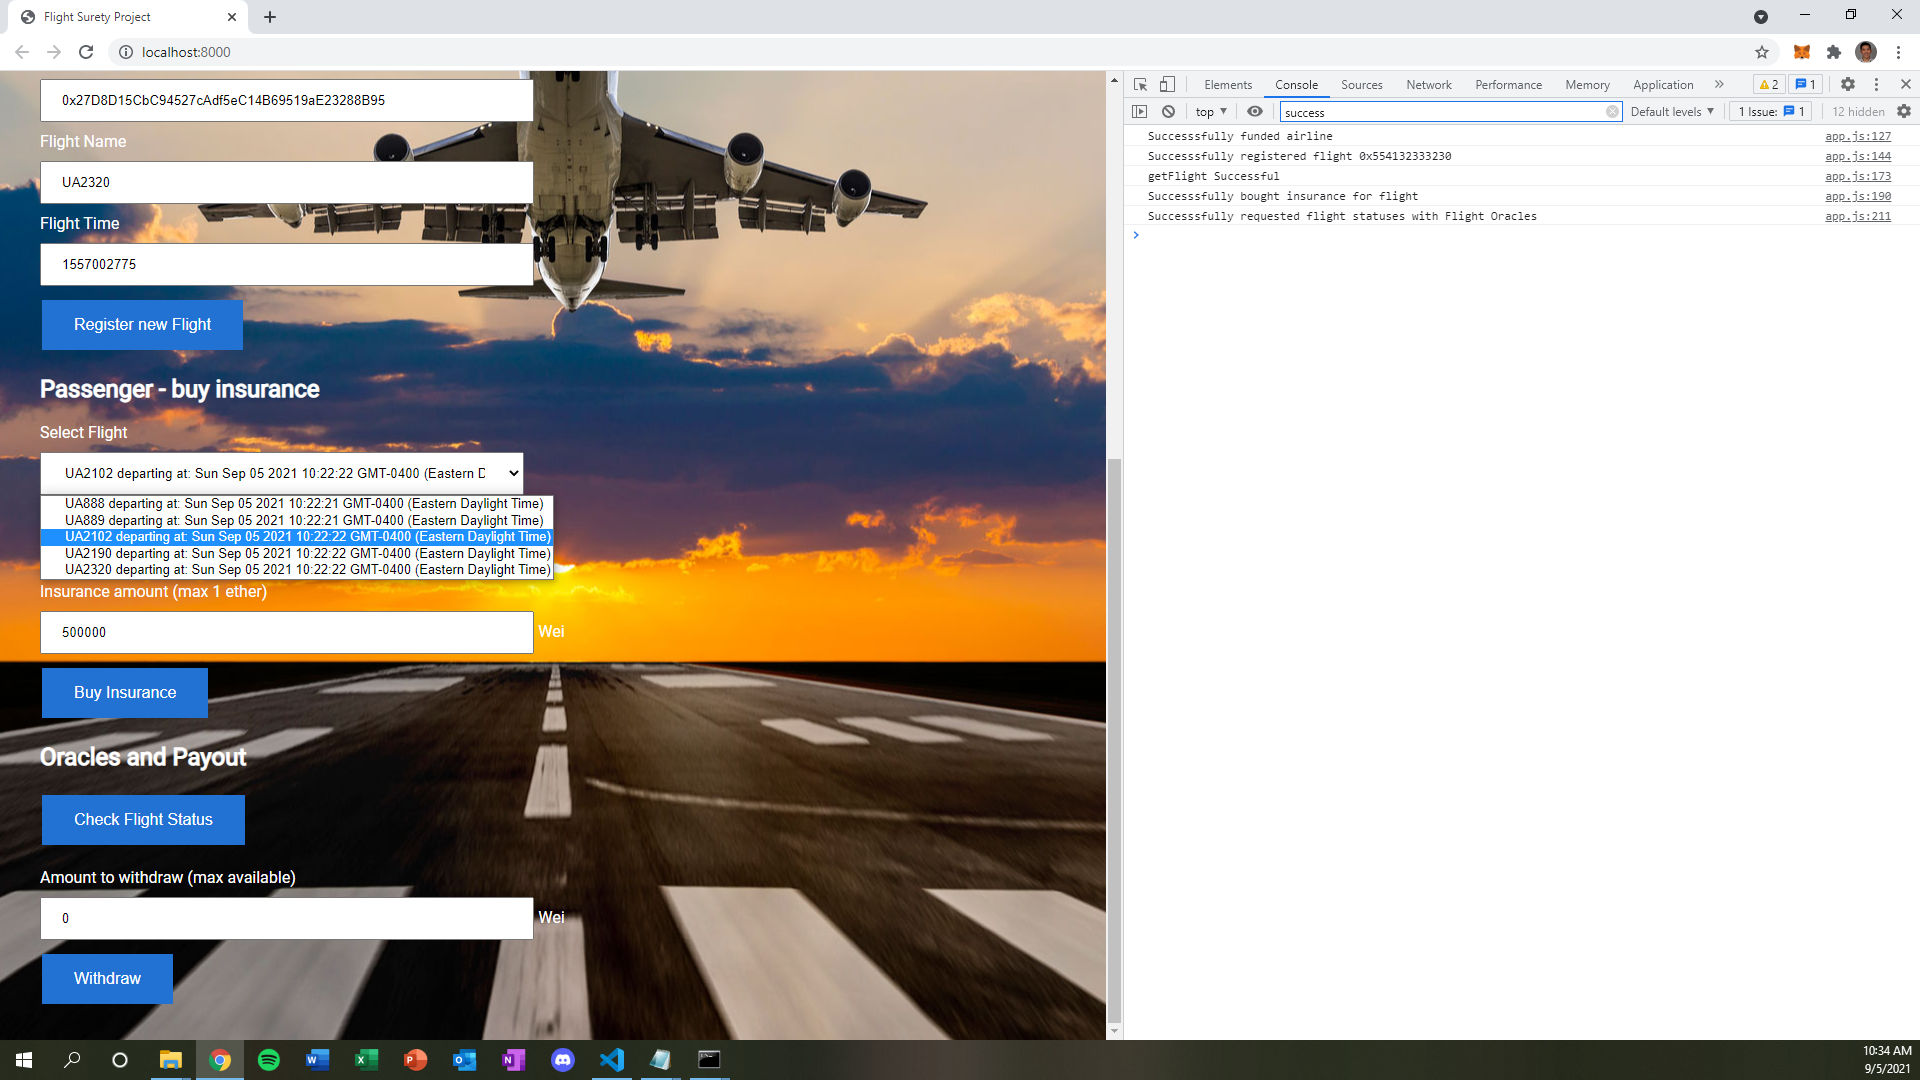 Flight Surety Project
localhost:8000
0x27D8D15CbC94527cAdf5eC14B69519aE23288B95
Flight Name
UA2320
Flight Time
1557002775
Register new Flight
Passenger - buy insurance
Select Flight
UA2102 departing at: Sun Sep 05 2021 10:22:22 GMT-0400 (Eastern D
UA888 departing at: Sun Sep 05 2021 10:22:21 GMT-0400 (Eastern Daylight Time)
UA889 departing at: Sun Sep 05 2021 10:22:21 GMT-0400 (Eastern Daylight Time)
UA2102 departing at: Sun Sep 05 2021 10:22:22 GMT-0400 (Eastern Daylight Time)
UA2190 departing at: Sun Sep 05 2021 10:22:22 GMT-0400 (Eastern Daylight Time)
UA2320 departing at: Sun Sep 05 2021 10:22:22 GMT-0400 (Eastern Daylight Time)
Insurance amount (max 1 ether)
500000 Wei
Buy Insurance
Oracles and Payout
Check Flight Status
Amount to withdraw (max available)
0 Wei
Withdraw
Elements Console Sources Network Performance Memory Application 2 1
top success Default levels 1 Issue: 1 12 hidden
Successsfully funded airline app.js:127
Successsfully registered flight 0x554132333230 app.js:144
getFlight Successful app.js:173
Successsfully bought insurance for flight app.js:190
Successsfully requested flight statuses with Flight Oracles app.js:211
10:34 AM
9/5/2021